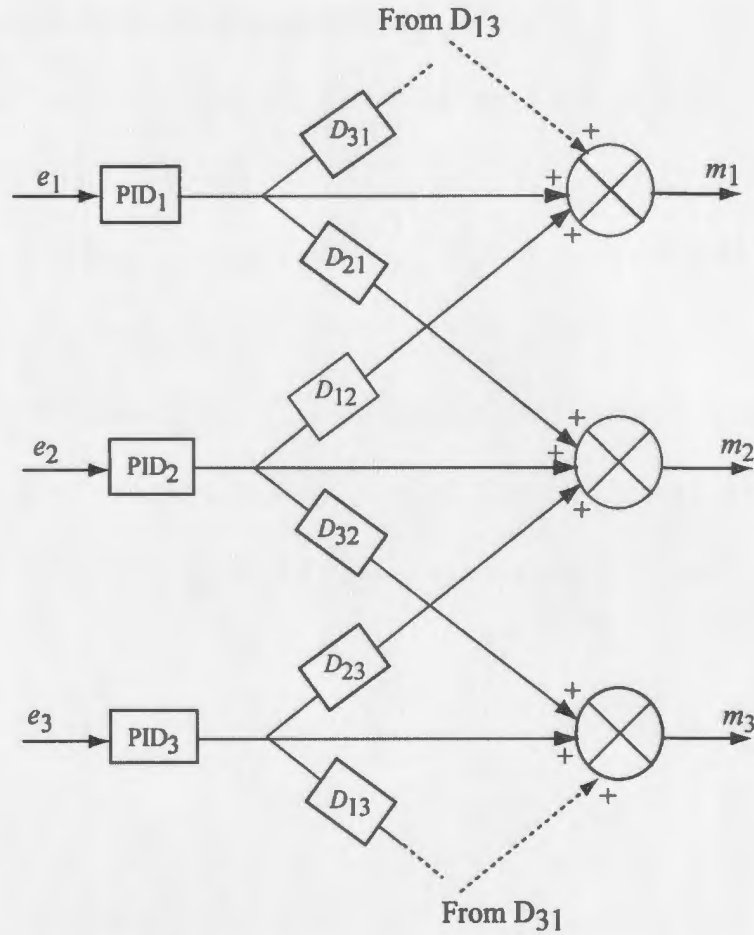 From D13
D31
e1
PID1
+
+
+
m1
D21
D12
e2
PID2
+
+
+
m2
D32
D23
e3
PID3
+
+
+
m3
D13
From D31